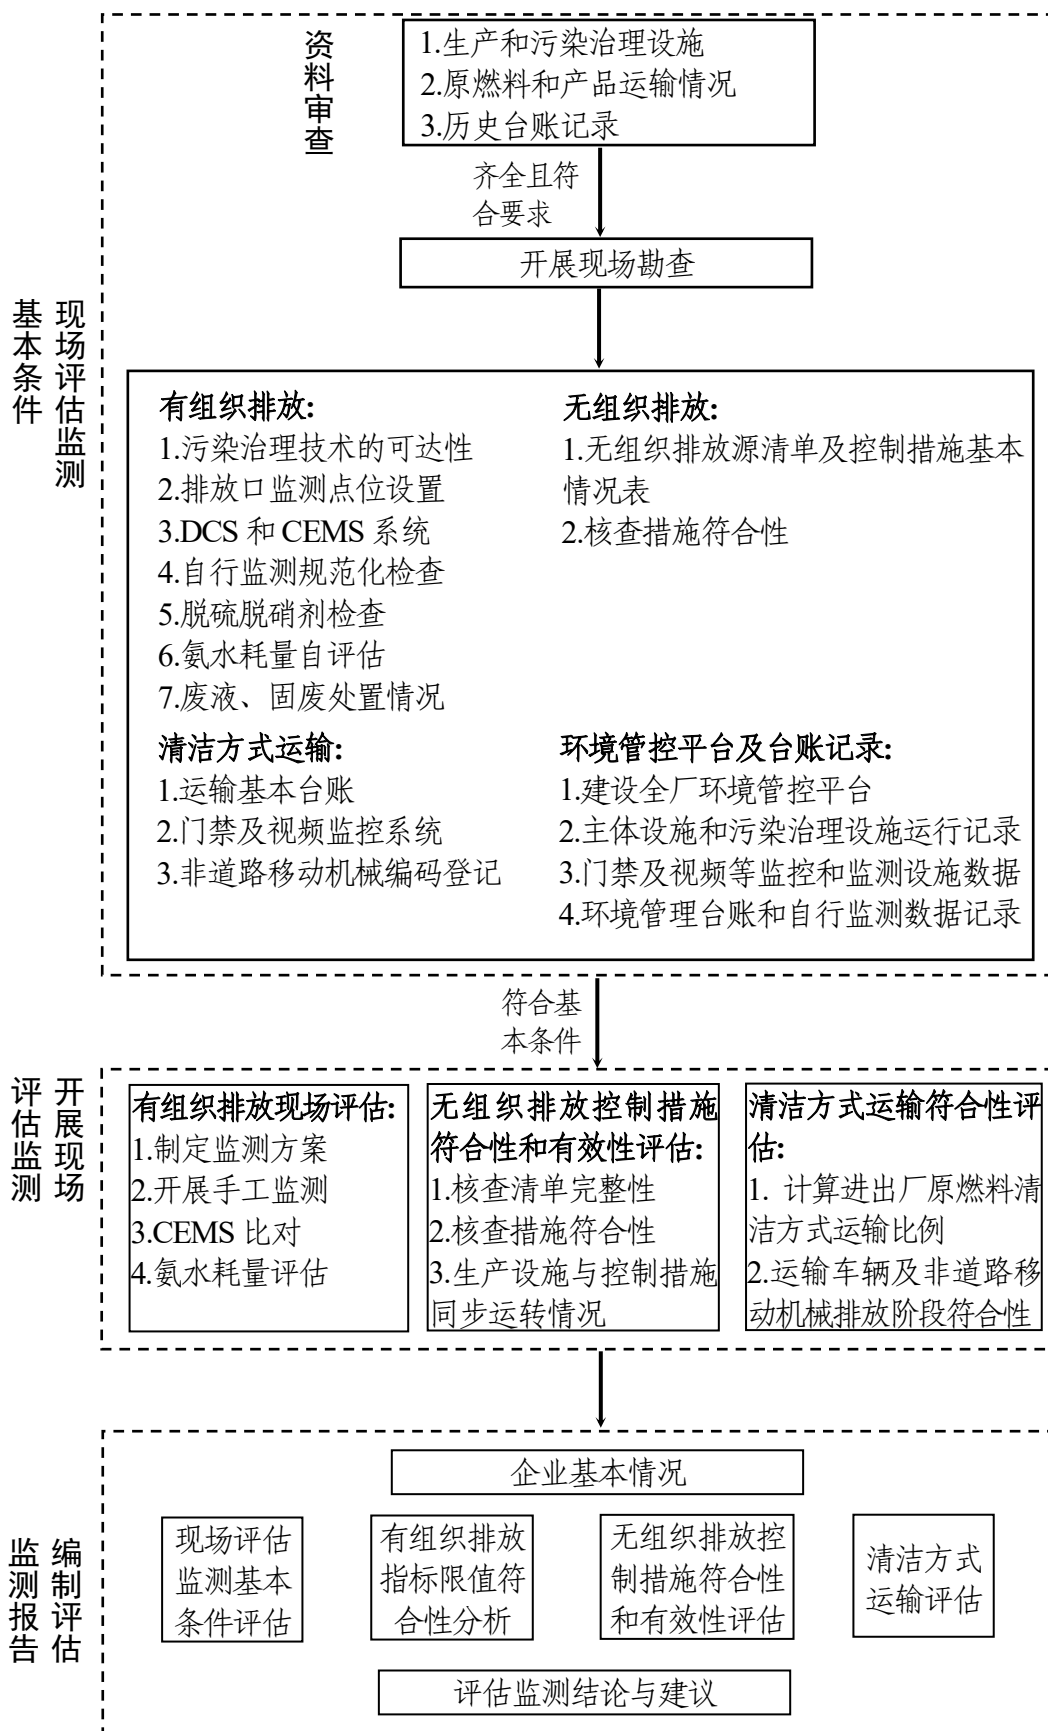 资料审查
1.生产和污染治理设施
2.原燃料和产品运输情况
3.历史台账记录
齐全且符
合要求
开展现场勘查
现场评估监测
基本条件
有组织排放:
1.污染治理技术的可达性
2.排放口监测点位设置
3.DCS 和 CEMS 系统
4.自行监测规范化检查
5.脱硫脱硝剂检查
6.氨水耗量自评估
7.废液、固废处置情况
无组织排放:
1.无组织排放源清单及控制措施基本
情况表
2.核查措施符合性
清洁方式运输:
1.运输基本台账
2.门禁及视频监控系统
3.非道路移动机械编码登记
环境管控平台及台账记录:
1.建设全厂环境管控平台
2.主体设施和污染治理设施运行记录
3.门禁及视频等监控和监测设施数据
4.环境管理台账和自行监测数据记录
符合基
本条件
开展现场
评估监测
有组织排放现场评估:
1.制定监测方案
2.开展手工监测
3.CEMS 比对
4.氨水耗量评估
无组织排放控制措施
符合性和有效性评估:
1.核查清单完整性
2.核查措施符合性
3.生产设施与控制措施
同步运转情况
清洁方式运输符合性评
估:
1. 计算进出厂原燃料清
洁方式运输比例
2.运输车辆及非道路移
动机械排放阶段符合性
编制评估
监测报告
企业基本情况
现场评估
监测基本
条件评估
有组织排放
指标限值符
合性分析
无组织排放控
制措施符合性
和有效性评估
清洁方式
运输评估
评估监测结论与建议